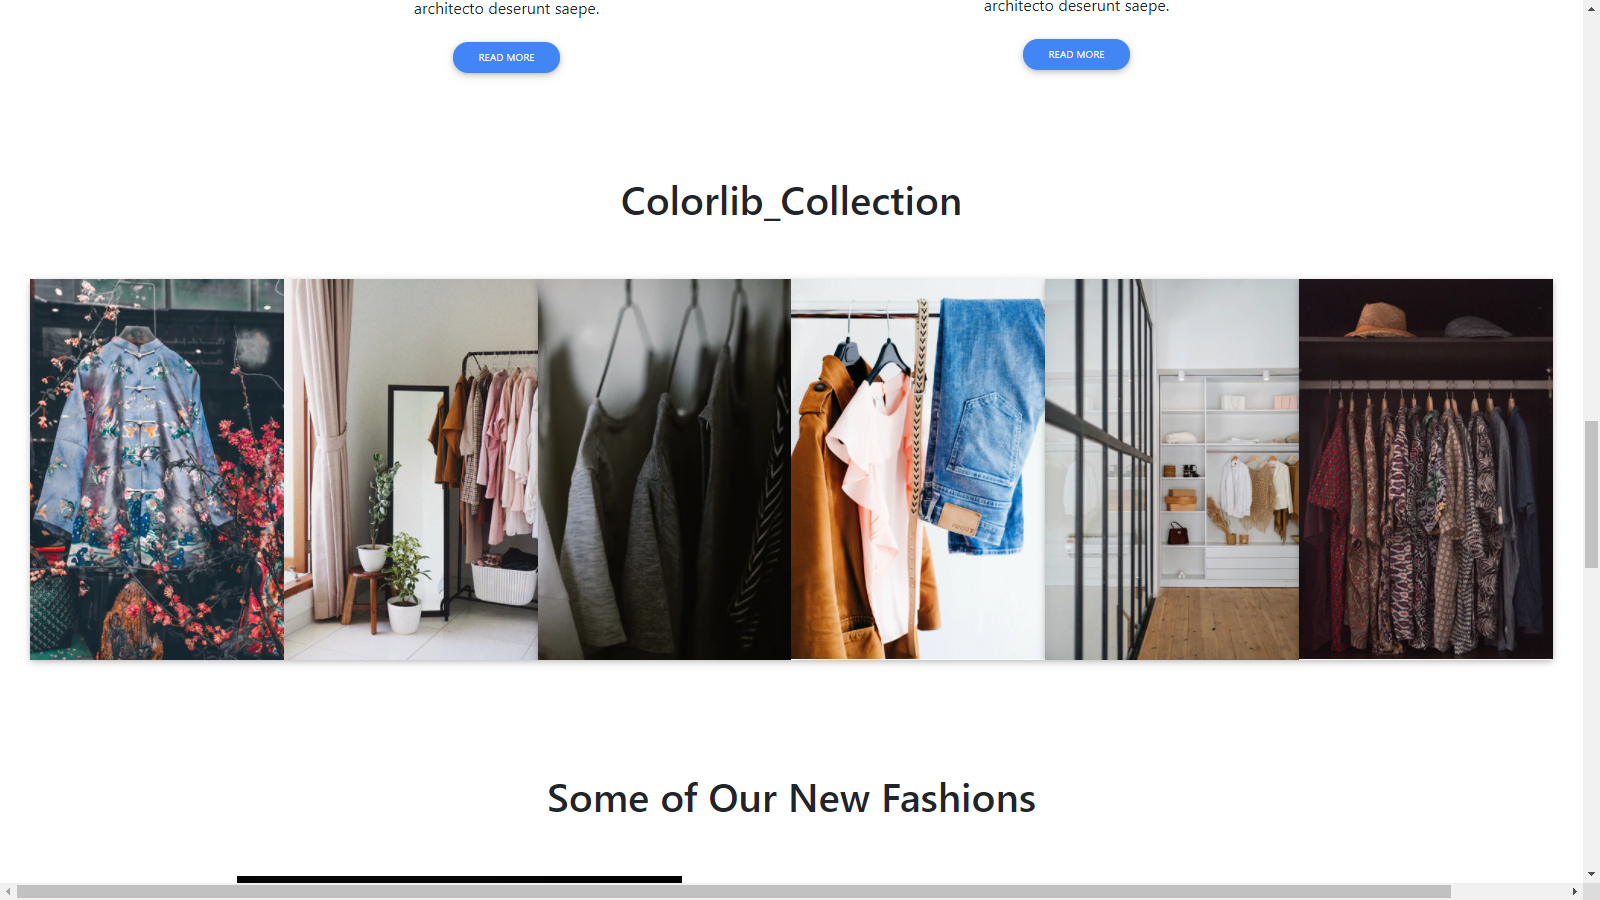 architecto deserunt saepe.
architecto deserunt saepe.
READ MORE
READ MORE
Colorlib_Collection
Some of Our New Fashions